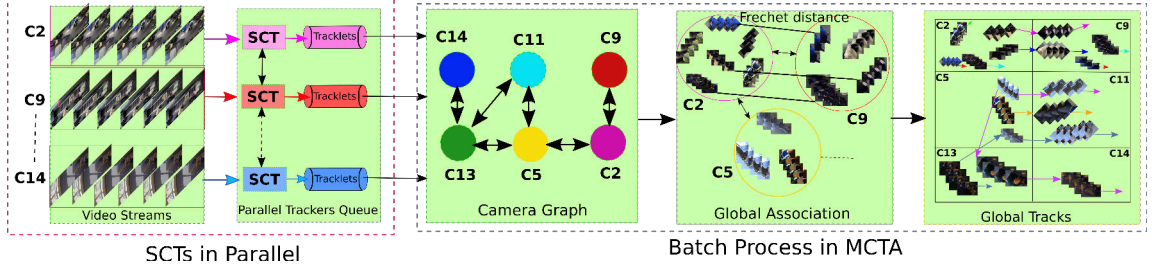 C2
C9
C14
Video Streams
SCT
SCT
SCT
Tracklets
Tracklets
Tracklets
Parallel Trackers Queue
SCTs in Parallel
C14
C11
C9
C13
C5
C2
Camera Graph
Frechet distance
C2
C9
C5
Global Association
C2
C9
C5
C11
C13
C14
Global Tracks
Batch Process in MCTA